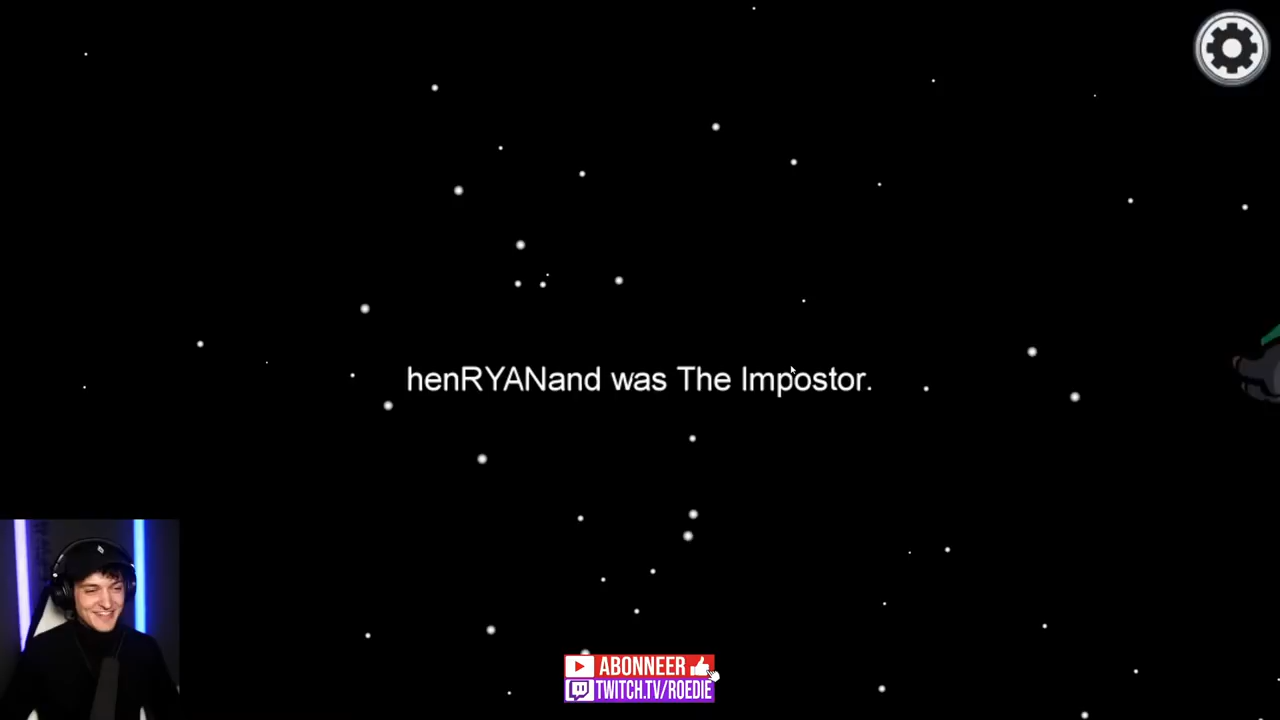 henRYANand was The Impostor.
ABONNEER
TWITCH.TV/ROEDIE